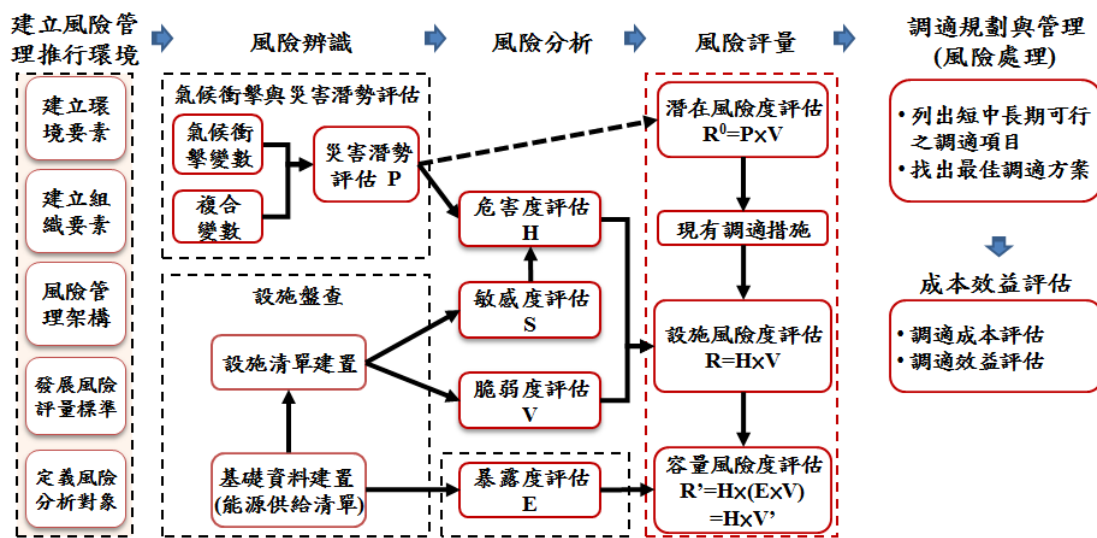 建立風險管
理推行環境
風險辨識
風險分析
風險評量
調適規劃與管理
(風險處理)
建立環
境要素
建立組
織要素
風險管
理架構
發展風險
評量標準
定義風險
分析對象
氣候衝擊與災害潛勢評估
氣候衝
擊變數
複合
變數
災害潛勢
評估 P
設施盤查
設施清單建置
基礎資料建置
(能源供給清單)
危害度評估
H
敏感度評估
S
脆弱度評估
V
暴露度評估
E
潛在風險度評估
R⁰=P×V
現有調適措施
設施風險度評估
R=H×V
容量風險度評估
R’=H×(E×V)
=H×V’
• 列出短中長期可行
之調適項目
• 找出最佳調適方案
成本效益評估
• 調適成本評估
• 調適效益評估